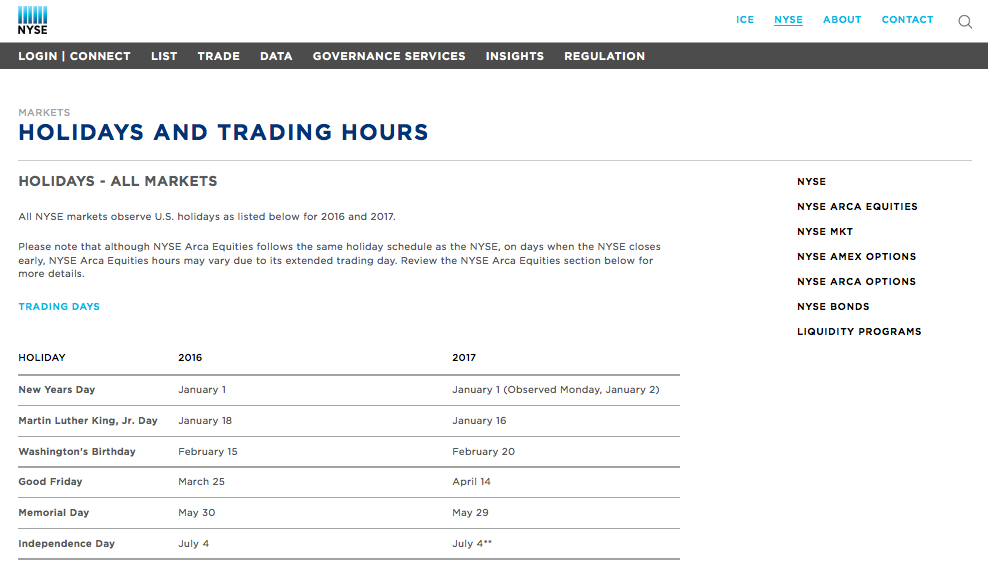 NYSE
ICE NYSE ABOUT CONTACT
LOGIN | CONNECT LIST TRADE DATA GOVERNANCE SERVICES INSIGHTS REGULATION
MARKETS
HOLIDAYS AND TRADING HOURS
HOLIDAYS - ALL MARKETS
All NYSE markets observe U.S. holidays as listed below for 2016 and 2017.
Please note that although NYSE Arca Equities follows the same holiday schedule as the NYSE, on days when the NYSE closes
early, NYSE Arca Equities hours may vary due to its extended trading day. Review the NYSE Arca Equities section below for
more details.
TRADING DAYS
HOLIDAY 2016 2017
New Years Day January 1 January 1 (Observed Monday, January 2)
Martin Luther King, Jr. Day January 18 January 16
Washington's Birthday February 15 February 20
Good Friday March 25 April 14
Memorial Day May 30 May 29
Independence Day July 4 July 4**
NYSE
NYSE ARCA EQUITIES
NYSE MKT
NYSE AMEX OPTIONS
NYSE ARCA OPTIONS
NYSE BONDS
LIQUIDITY PROGRAMS